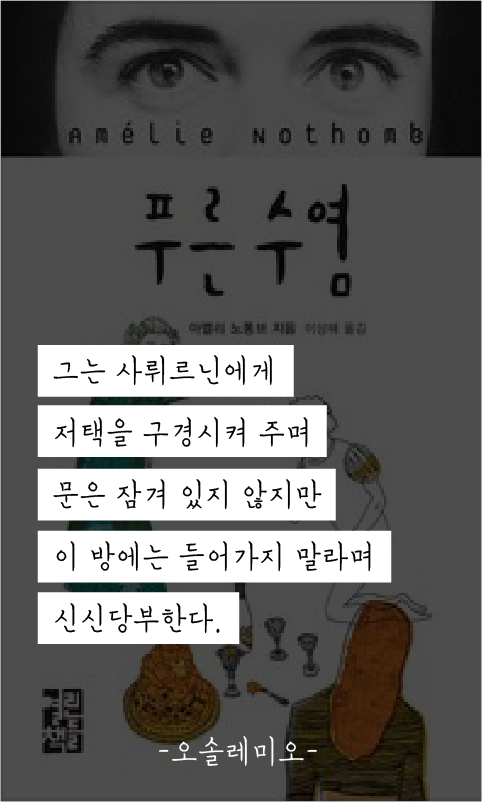 Amélie Nothomb
푸른 수염
아멜리 노통브 지음 이상해 옮김
그는 사뤼르닌에게
저택을 구경시켜 주며
문은 잠겨 있지 않지만
이 방에는 들어가지 말라며
신신당부한다.
열린책들
-오솔레미오-